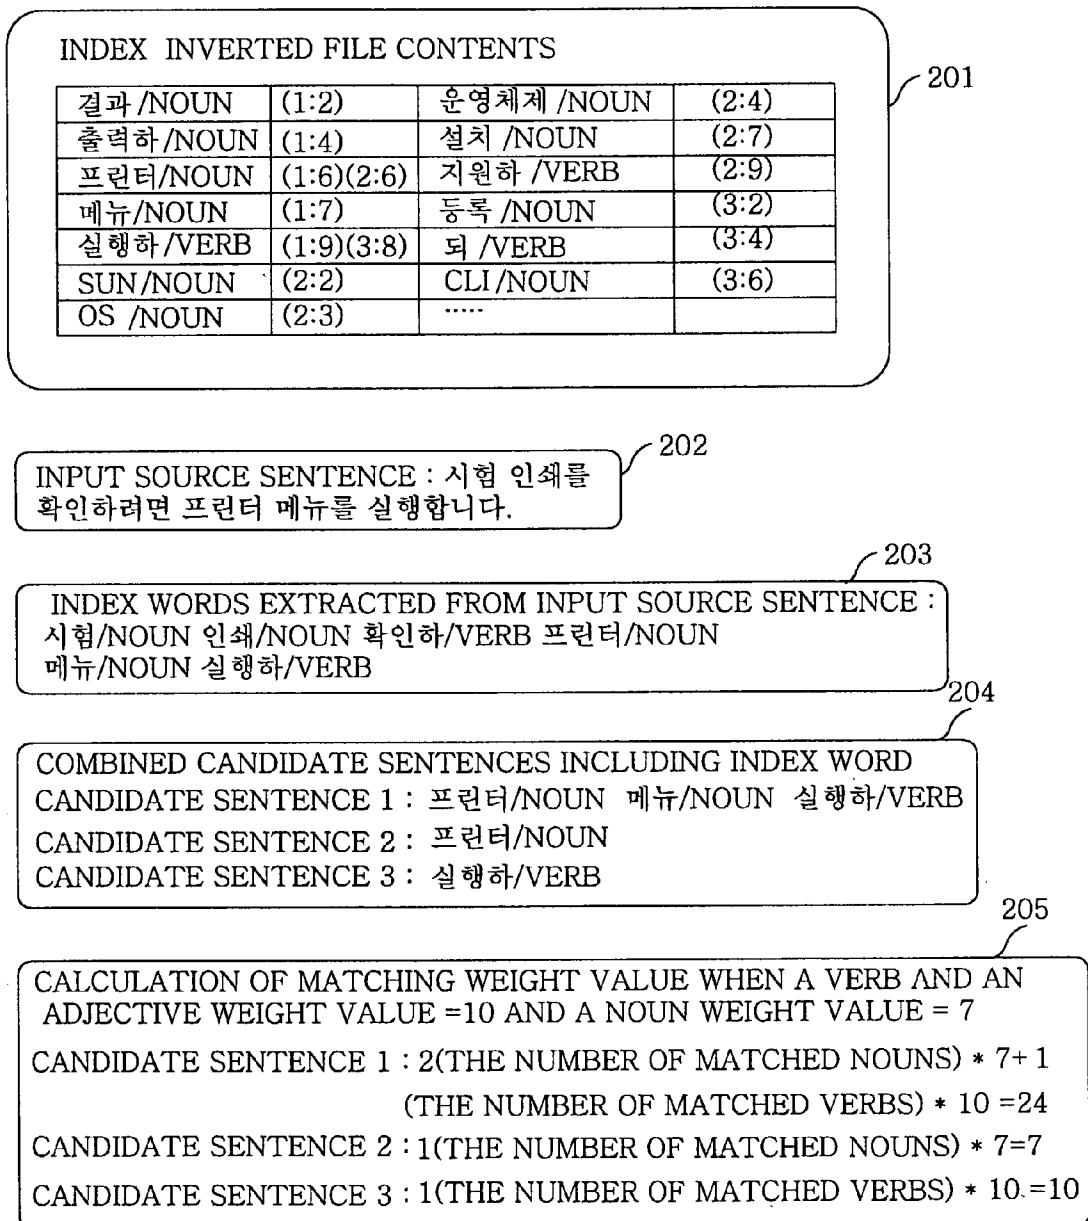 INDEX INVERTED FILE CONTENTS
201
결과 /NOUN (1:2) 운영체제 /NOUN (2:4)
출력하/NOUN (1:4) 설치 /NOUN (2:7)
프린터/NOUN (1:6)(2:6) 지원하 /VERB (2:9)
메뉴/NOUN (1:7) 등록 /NOUN (3:2)
실행하/VERB (1:9)(3:8) 되 /VERB (3:4)
SUN/NOUN (2:2) CLI/NOUN (3:6)
OS /NOUN (2:3) .....
202
INPUT SOURCE SENTENCE : 시험 인쇄를
확인하려면 프린터 메뉴를 실행합니다.
203
INDEX WORDS EXTRACTED FROM INPUT SOURCE SENTENCE :
시험/NOUN 인쇄/NOUN 확인하/VERB 프린터/NOUN
메뉴/NOUN 실행하/VERB
204
COMBINED CANDIDATE SENTENCES INCLUDING INDEX WORD
CANDIDATE SENTENCE 1 : 프린터/NOUN 메뉴/NOUN 실행하/VERB
CANDIDATE SENTENCE 2 : 프린터/NOUN
CANDIDATE SENTENCE 3 : 실행하/VERB
205
CALCULATION OF MATCHING WEIGHT VALUE WHEN A VERB AND AN
ADJECTIVE WEIGHT VALUE =10 AND A NOUN WEIGHT VALUE = 7
CANDIDATE SENTENCE 1 : 2(THE NUMBER OF MATCHED NOUNS) * 7+ 1
(THE NUMBER OF MATCHED VERBS) * 10 =24
CANDIDATE SENTENCE 2 : 1(THE NUMBER OF MATCHED NOUNS) * 7=7
CANDIDATE SENTENCE 3 : 1(THE NUMBER OF MATCHED VERBS) * 10 =10